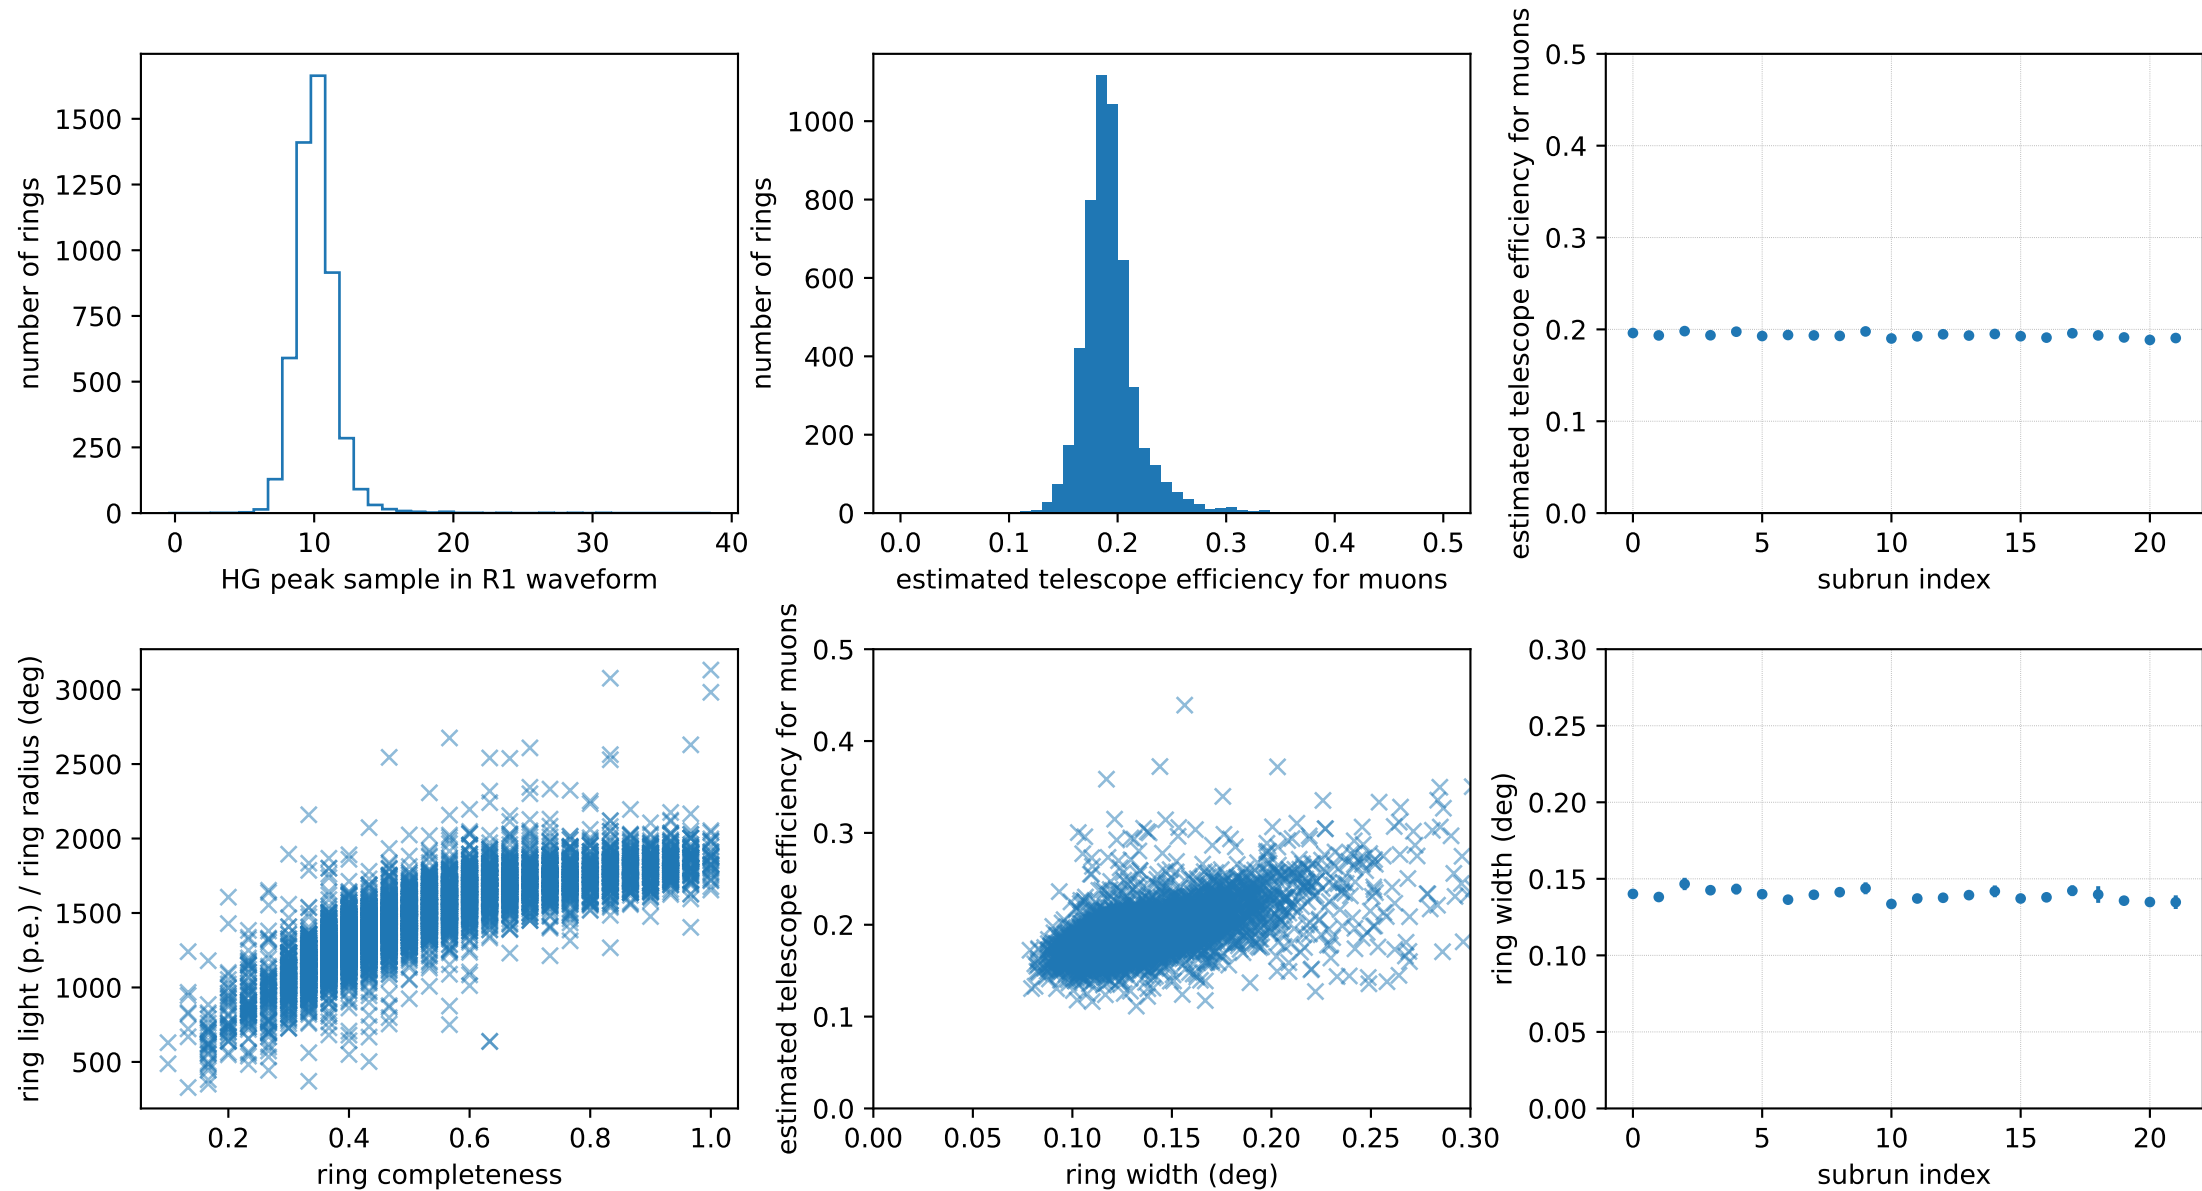 number of rings
1500
1250
1000
750
500
250
0
0 10 20 30 40
HG peak sample in R1 waveform
number of rings
1000
800
600
400
200
0
0.0 0.1 0.2 0.3 0.4 0.5
estimated telescope efficiency for muons
estimated telescope efficiency for muons
0.5
0.4
0.3
0.2
0.1
0.0
0 5 10 15 20
subrun index
ring light (p.e.) / ring radius (deg)
3000
2500
2000
1500
1000
500
0.2 0.4 0.6 0.8 1.0
ring completeness
estimated telescope efficiency for muons
0.5
0.4
0.3
0.2
0.1
0.0
0.00 0.05 0.10 0.15 0.20 0.25 0.30
ring width (deg)
ring width (deg)
0.30
0.25
0.20
0.15
0.10
0.05
0.00
0 5 10 15 20
subrun index